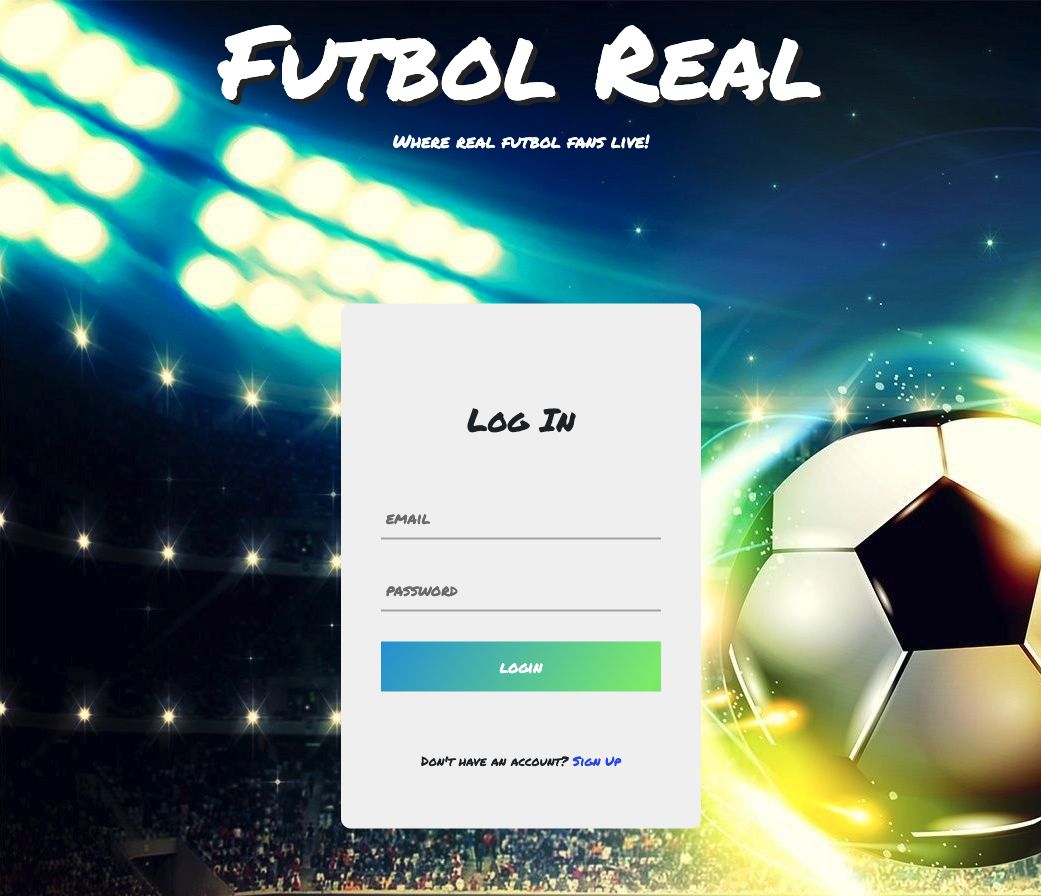 Futbol Real
Where real futbol fans live!
Log In
email
password
login
Don't have an account? Sign Up